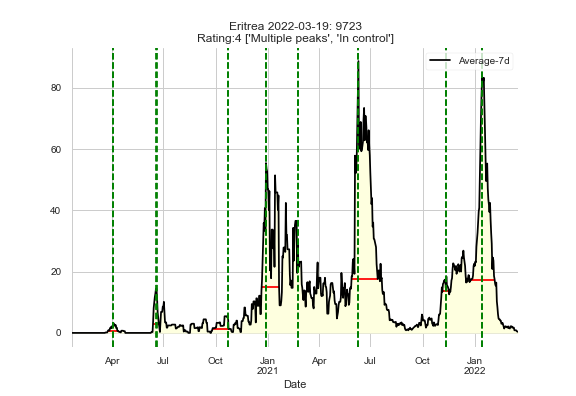 Eritrea 2022-03-19: 9723
Rating:4 ['Multiple peaks', 'In control']
Average-7d
80
60
40
20
0
Apr
Jul
Oct
Jan
2021
Apr
Jul
Oct
Jan
2022
Date